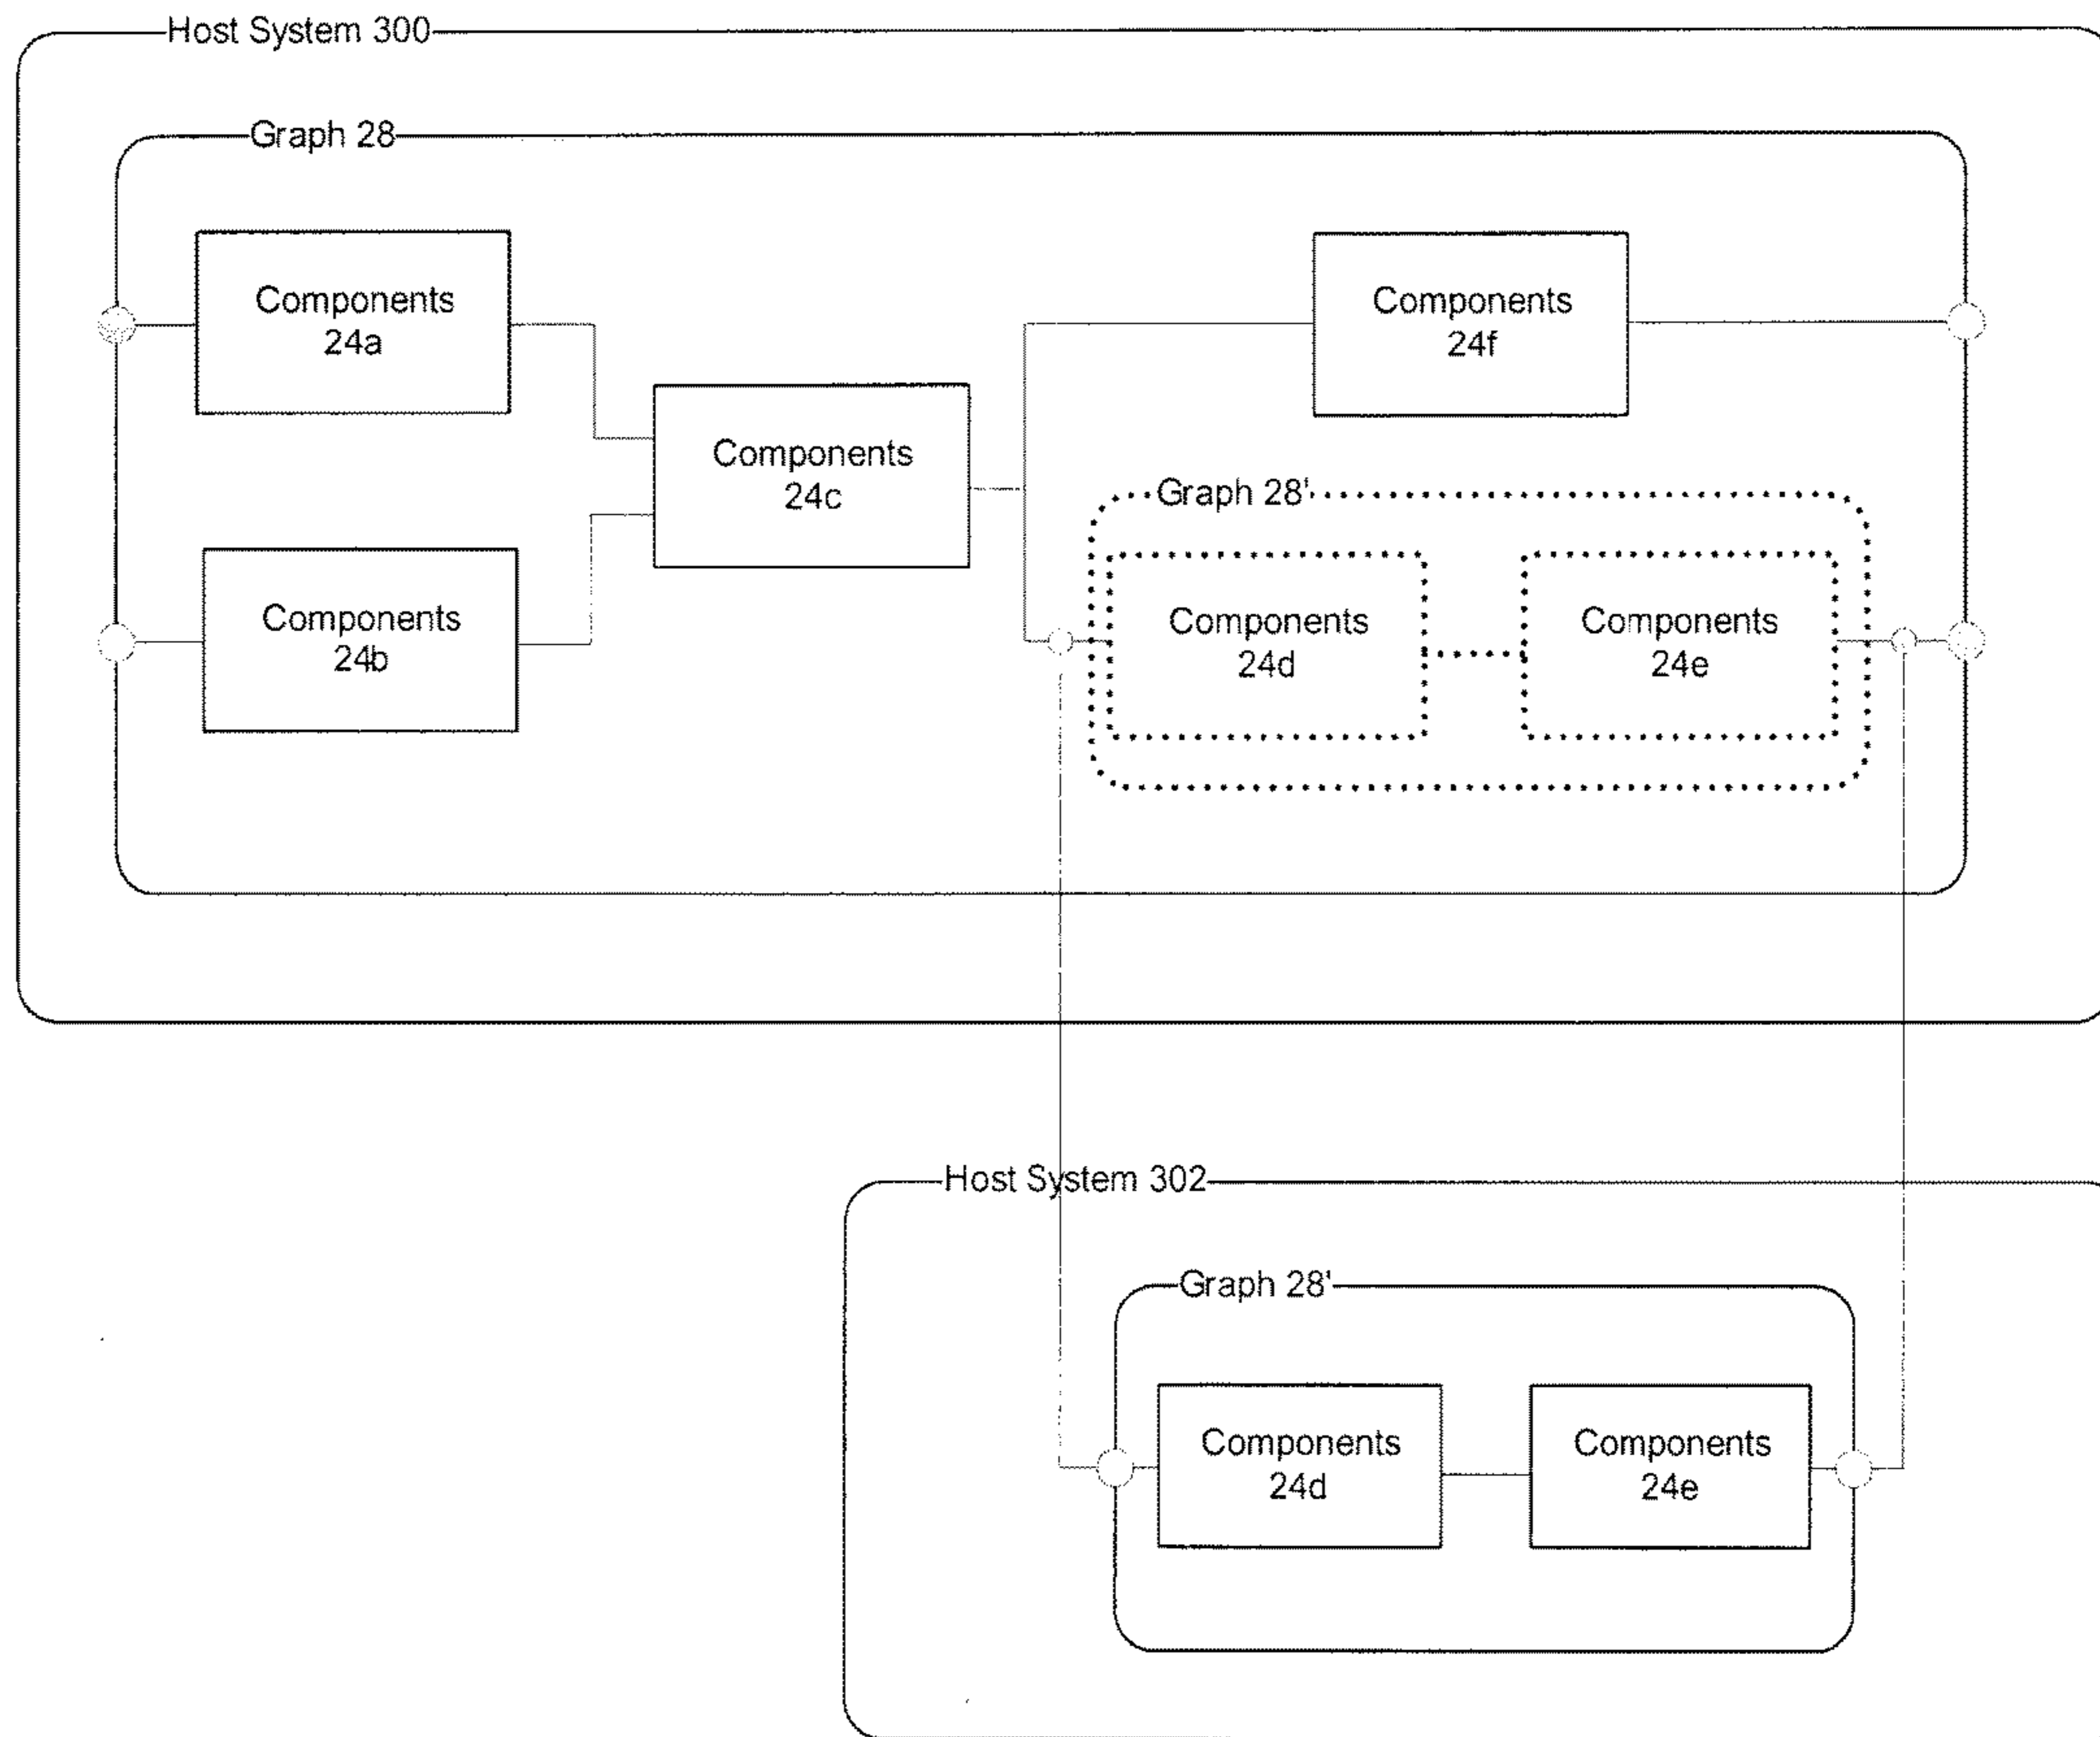 Host System 300
Graph 28
Components
24a
Components
24f
Components
24c
Graph 28'
Components
24b
Components
24d
Components
24e
Host System 302
Graph 28'
Components
24d
Components
24e